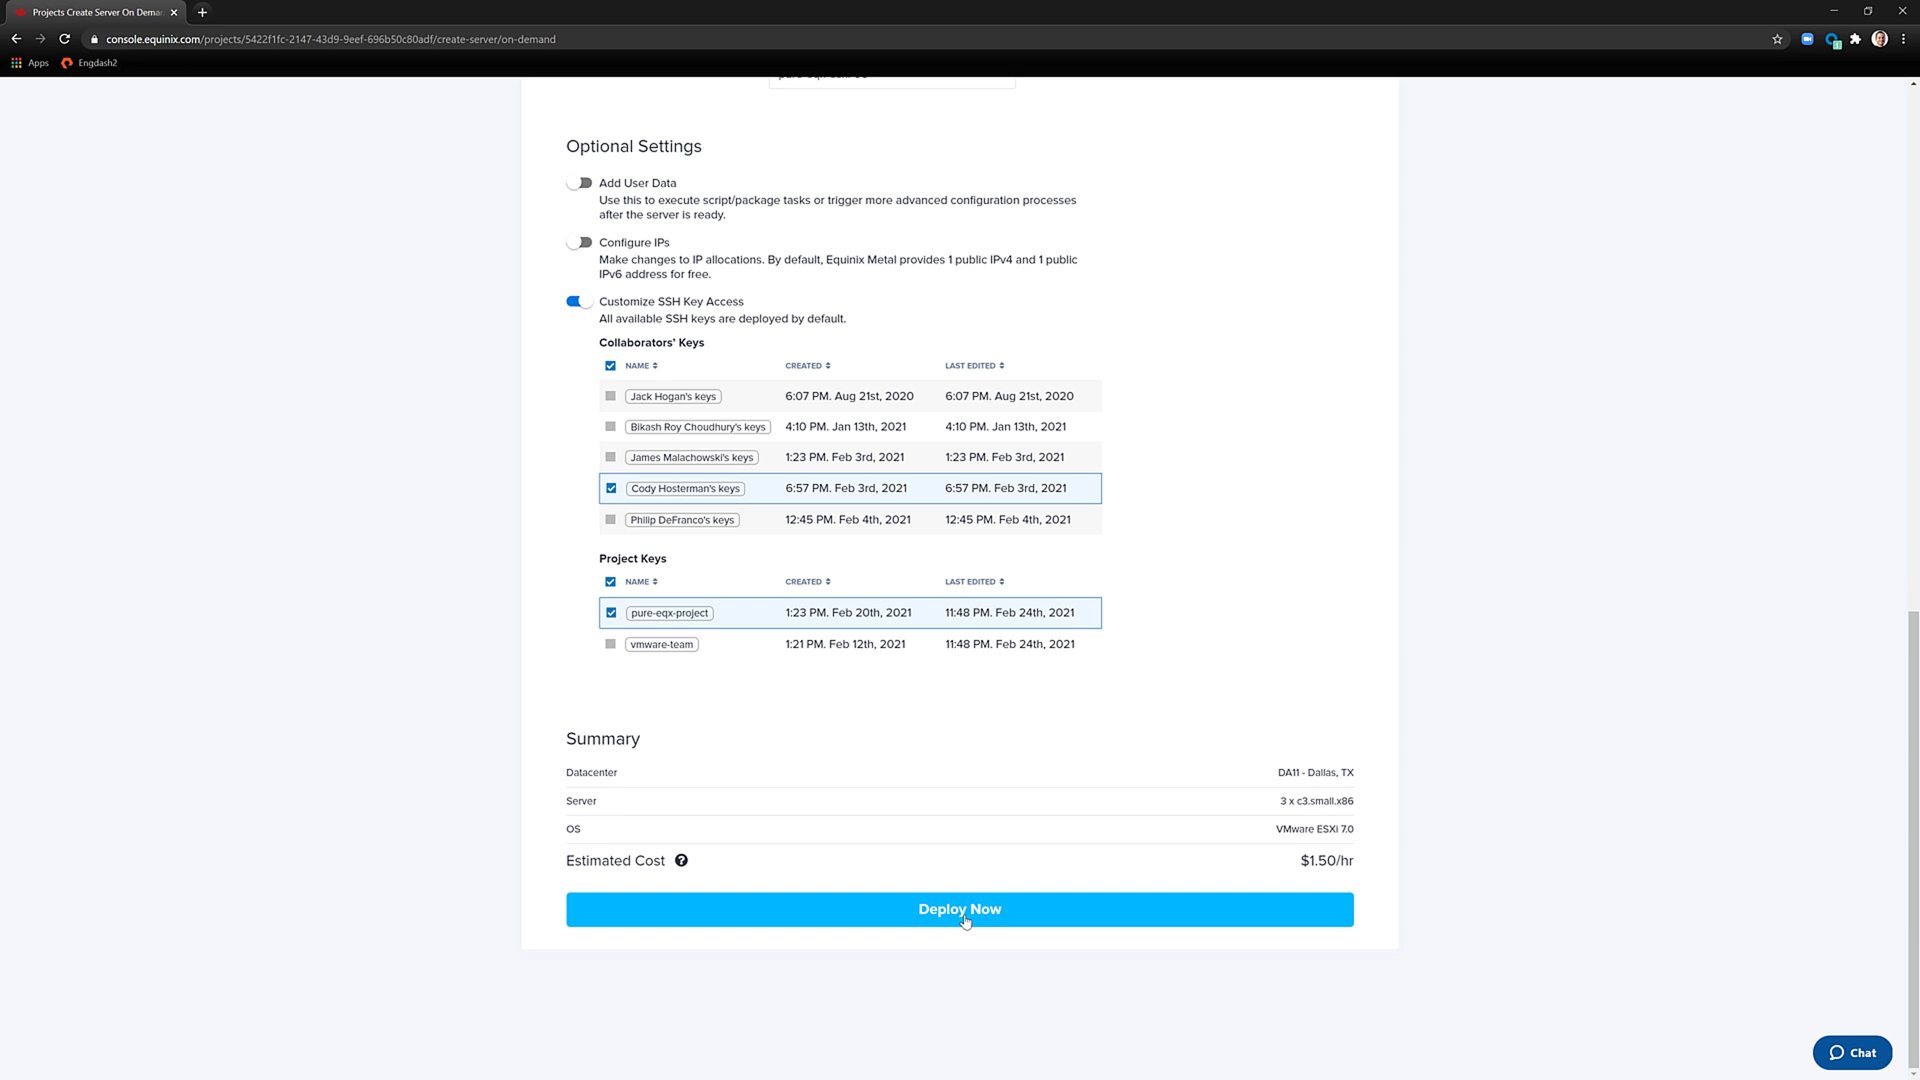 Projects Create Server On Dema
console.equinix.com/projects/5422f1fc-2147-43d9-9eef-696b50c80adf/create-server/on-demand
Apps
Engdash2
Optional Settings
Add User Data
Use this to execute script/package tasks or trigger more advanced configuration processes
after the server is ready.
Configure IPs
Make changes to IP allocations. By default, Equinix Metal provides 1 public IPv4 and 1 public
IPv6 address for free.
Customize SSH Key Access
All available SSH keys are deployed by default.
Collaborators' Keys
NAME CREATED LAST EDITED
Jack Hogan's keys 6:07 PM. Aug 21st, 2020 6:07 PM. Aug 21st, 2020
Bikash Roy Choudhury's keys 4:10 PM. Jan 13th, 2021 4:10 PM. Jan 13th, 2021
James Malachowski's keys 1:23 PM. Feb 3rd, 2021 1:23 PM. Feb 3rd, 2021
Cody Hosterman's keys 6:57 PM. Feb 3rd, 2021 6:57 PM. Feb 3rd, 2021
Philip DeFranco's keys 12:45 PM. Feb 4th, 2021 12:45 PM. Feb 4th, 2021
Project Keys
NAME CREATED LAST EDITED
pure-eqx-project 1:23 PM. Feb 20th, 2021 11:48 PM. Feb 24th, 2021
vmware-team 1:21 PM. Feb 12th, 2021 11:48 PM. Feb 24th, 2021
Summary
Datacenter DA11 - Dallas, TX
Server 3 x c3.small.x86
OS VMware ESXi 7.0
Estimated Cost ? $1.50/hr
Deploy Now
Chat